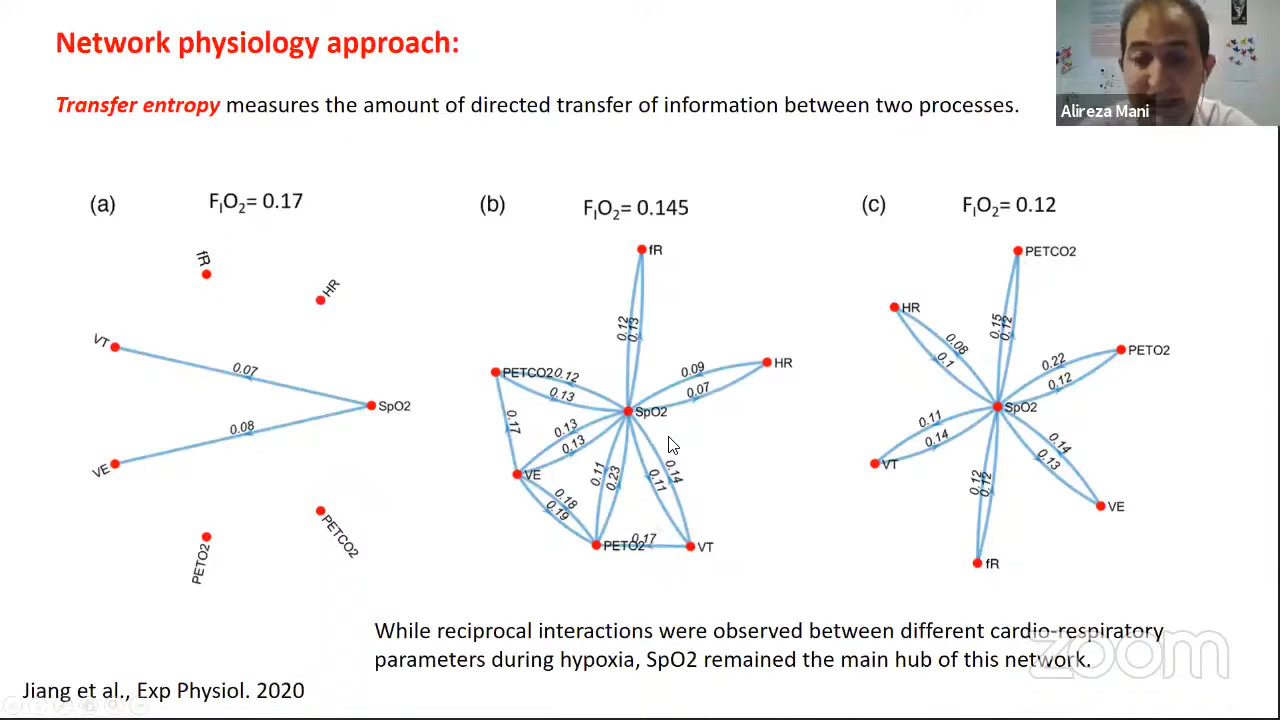 Network physiology approach:
Transfer entropy measures the amount of directed transfer of information between two processes.
Alireza Mani
(a)
FIO2= 0.17
fR
HR
VT
0.07
SpO2
0.08
VE
PETO2
PETCO2
(b)
FIO2= 0.145
fR
0.12
0.13
HR
0.09
0.07
PETCO2
0.12
0.13
SpO2
0.17
0.13
0.13
VE
0.11
0.23
0.14
0.11
0.18
0.19
0.17
PETO2
VT
(c)
FIO2= 0.12
PETCO2
HR
0.15
0.12
0.08
0.1
PETO2
0.22
0.12
SpO2
0.11
0.14
VT
0.14
0.13
VE
0.12
0.12
fR
While reciprocal interactions were observed between different cardio-respiratory
parameters during hypoxia, SpO2 remained the main hub of this network.
zoom
Jiang et al., Exp Physiol. 2020